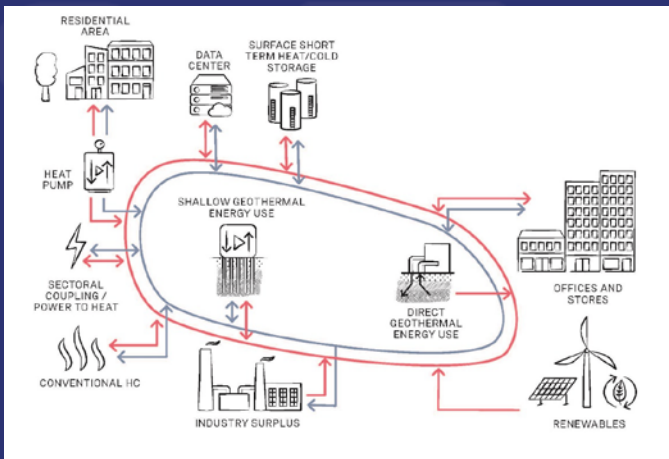 RESIDENTIAL
AREA
DATA
CENTER
SURFACE SHORT
TERM HEAT/COLD
STORAGE
HEAT
PUMP
SHALLOW GEOTHERMAL
ENERGY USE
SECTORAL
COUPLING /
POWER TO HEAT
DIRECT
GEOTHERMAL
ENERGY USE
OFFICES AND
STORES
CONVENTIONAL HC
INDUSTRY SURPLUS
RENEWABLES